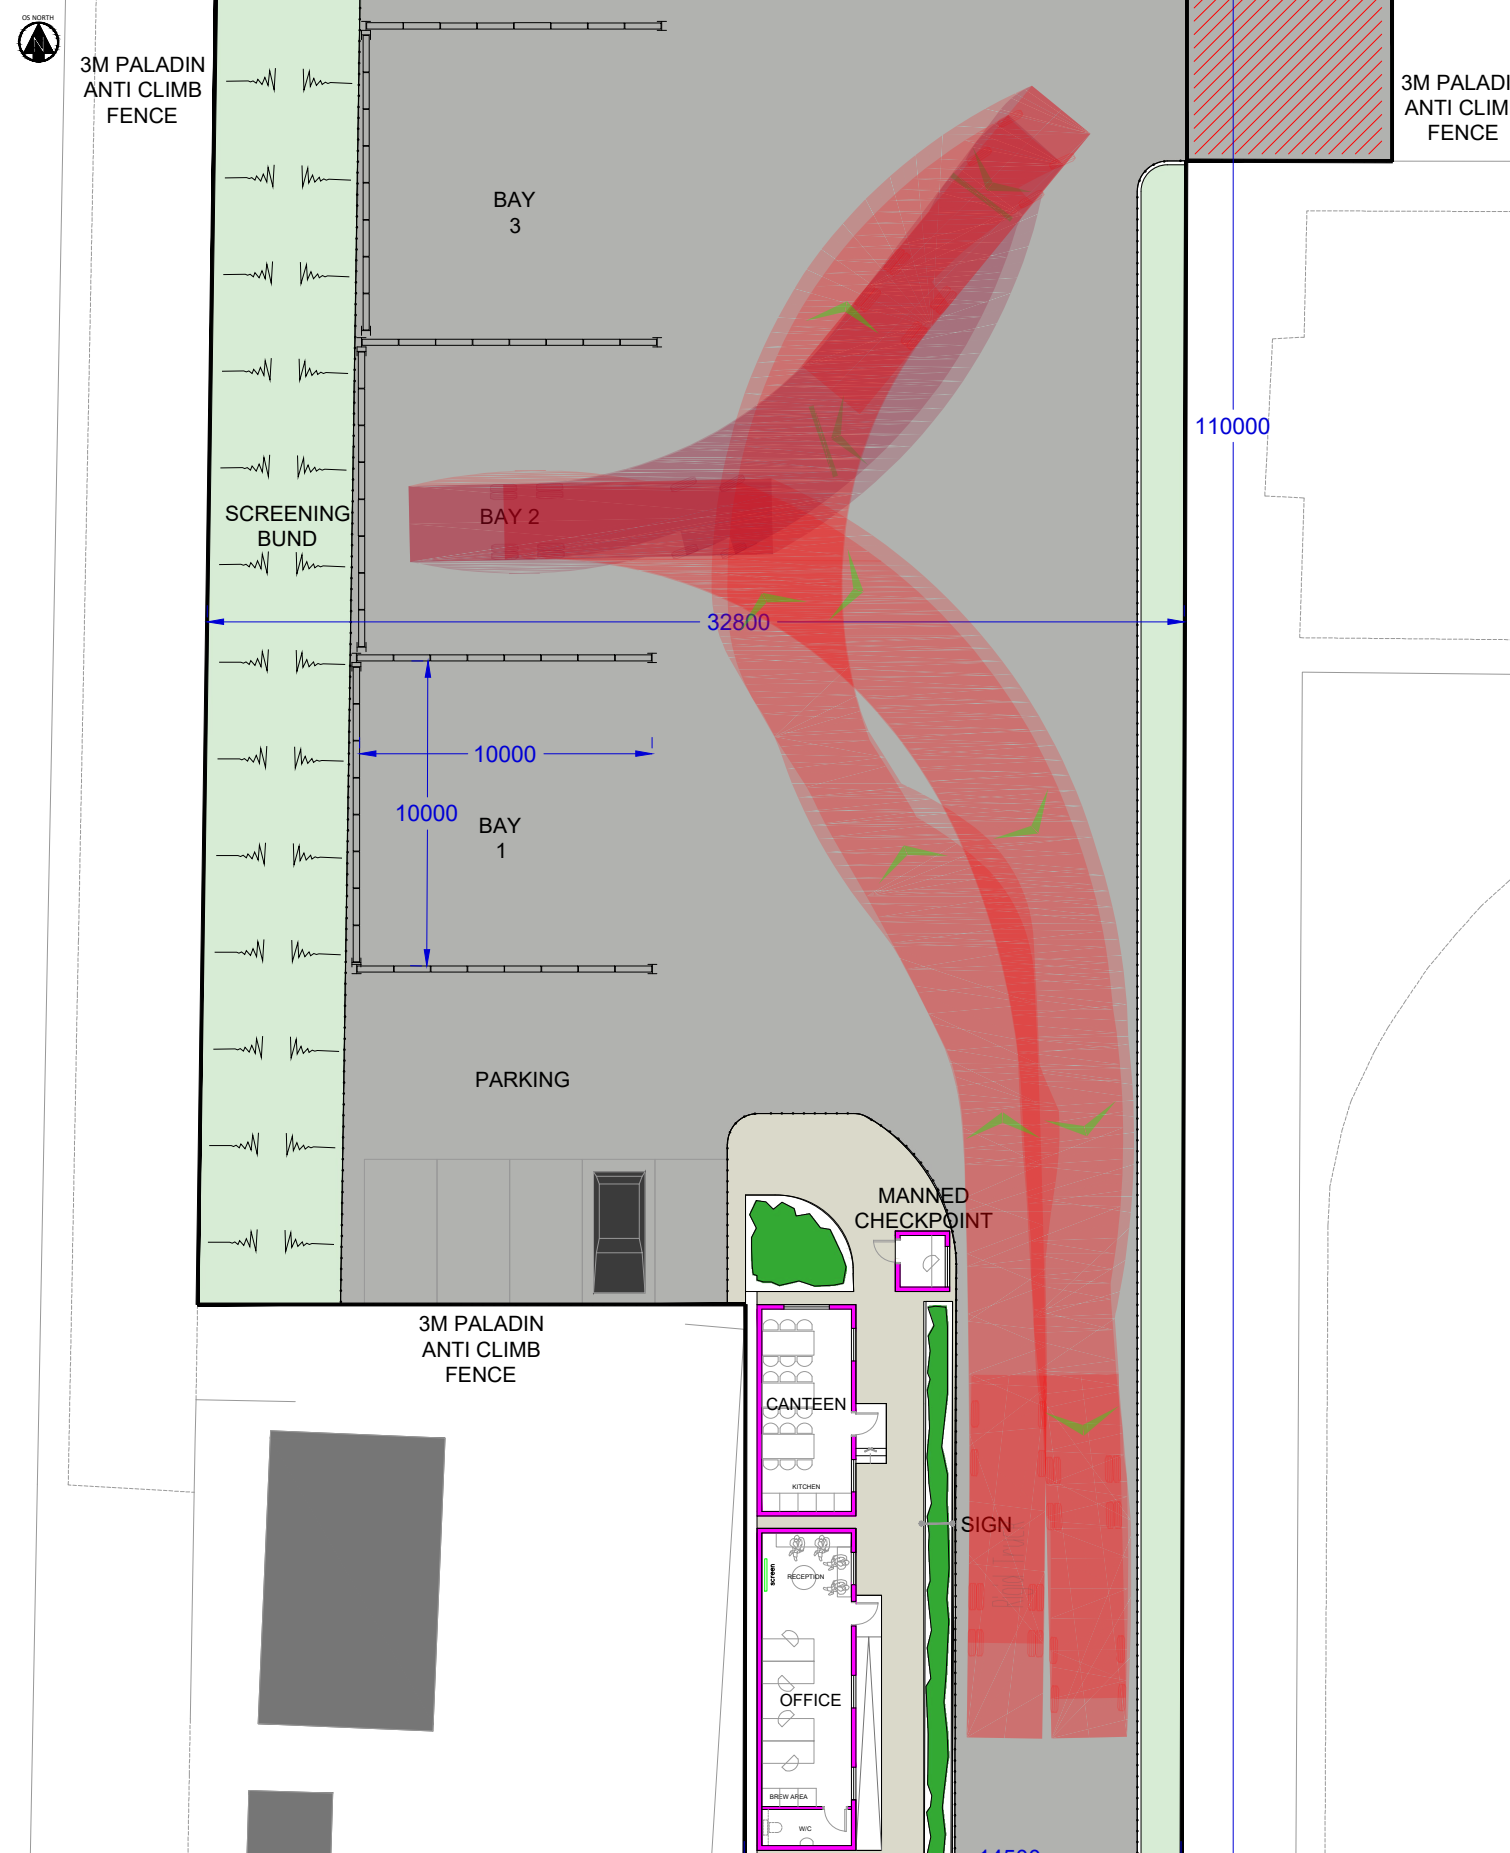 OS NORTH
N
3M PALADIN
ANTI CLIMB
FENCE
3M PALADI
ANTI CLIM
FENCE
BAY
3
110000
SCREENING
BUND
BAY 2
32800
10000
10000
BAY
1
PARKING
MANNED
CHECKPOINT
3M PALADIN
ANTI CLIMB
FENCE
CANTEEN
KITCHEN
SIGN
screen
RECEPTION
OFFICE
BREW AREA
W/C